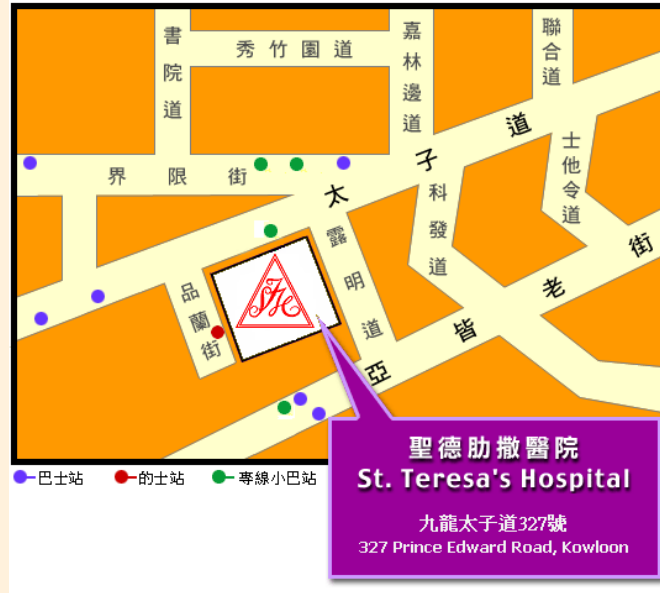 書院道
秀竹園道
嘉林邊道
聯合道
界限街
太子道
士他令道
科發道
露明道
品蘭街
亞皆老街
STH
聖德肋撒醫院
St. Teresa's Hospital
九龍太子道327號
327 Prince Edward Road, Kowloon
巴士站
的士站
專線小巴站